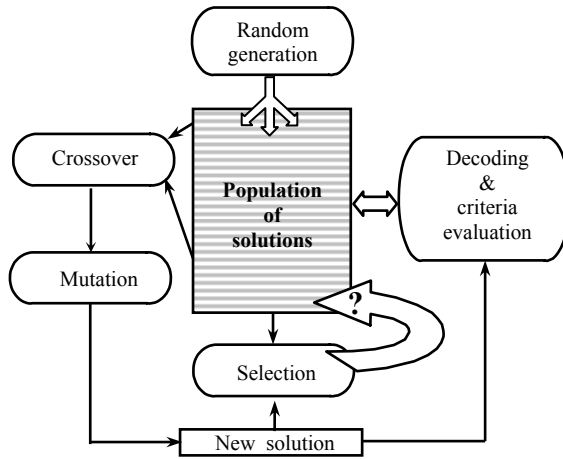 Random
generation
Crossover
Population
of
solutions
Decoding
&
criteria
evaluation
Mutation
?
Selection
New solution